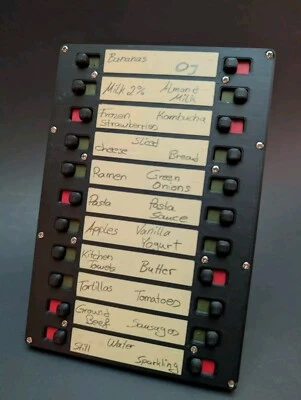 Bananas OJ
Milk 2% Almond Milk
Frozen Strawberries Kombucha
Sliced
Cheese Bread
Ramen Green Onions
Pasta Pasta Sauce
Apples Vanilla Yogurt
Kitchen Towels Butter
Tortillas Tomatoes
Ground Beef Sausages
Still Water Sparkling